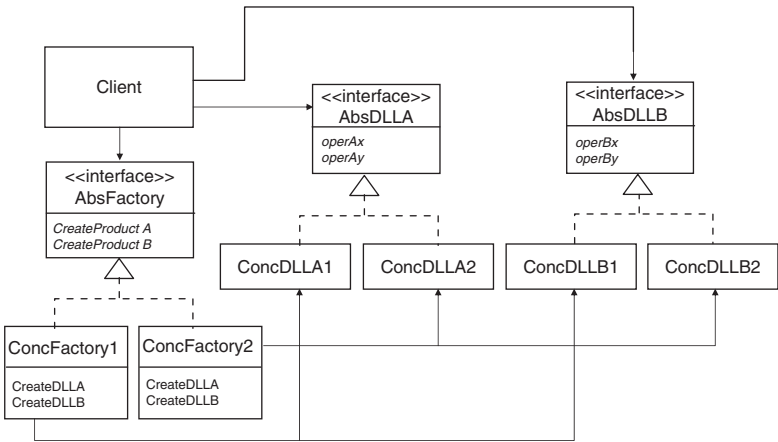 Client
<<interface>>
AbsDLLA
operAx
operAy
<<interface>>
AbsDLLB
operBx
operBy
<<interface>>
AbsFactory
CreateProduct A
CreateProduct B
ConcDLLA1
ConcDLLA2
ConcDLLB1
ConcDLLB2
ConcFactory1
CreateDLLA
CreateDLLB
ConcFactory2
CreateDLLA
CreateDLLB